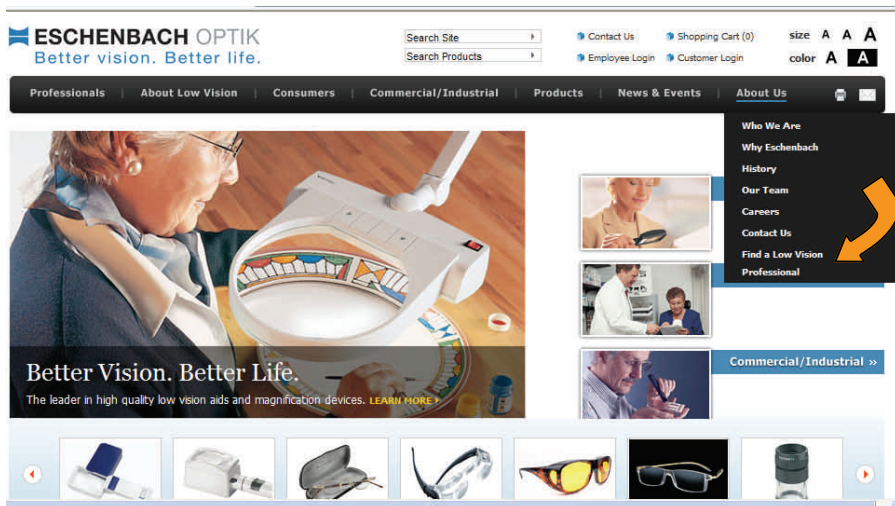 ESCHENBACH OPTIK
Better vision. Better life.
Search Site
Search Products
Contact Us
Shopping Cart (0)
Employee Login
Customer Login
size A A A
color A A
Professionals | About Low Vision | Consumers | Commercial/Industrial | Products | News & Events | About Us
Who We Are
Why Eschenbach
History
Our Team
Careers
Contact Us
Find a Low Vision
Professional
Commercial/Industrial »
Better Vision. Better Life.
The leader in high quality low vision aids and magnification devices. LEARN MORE